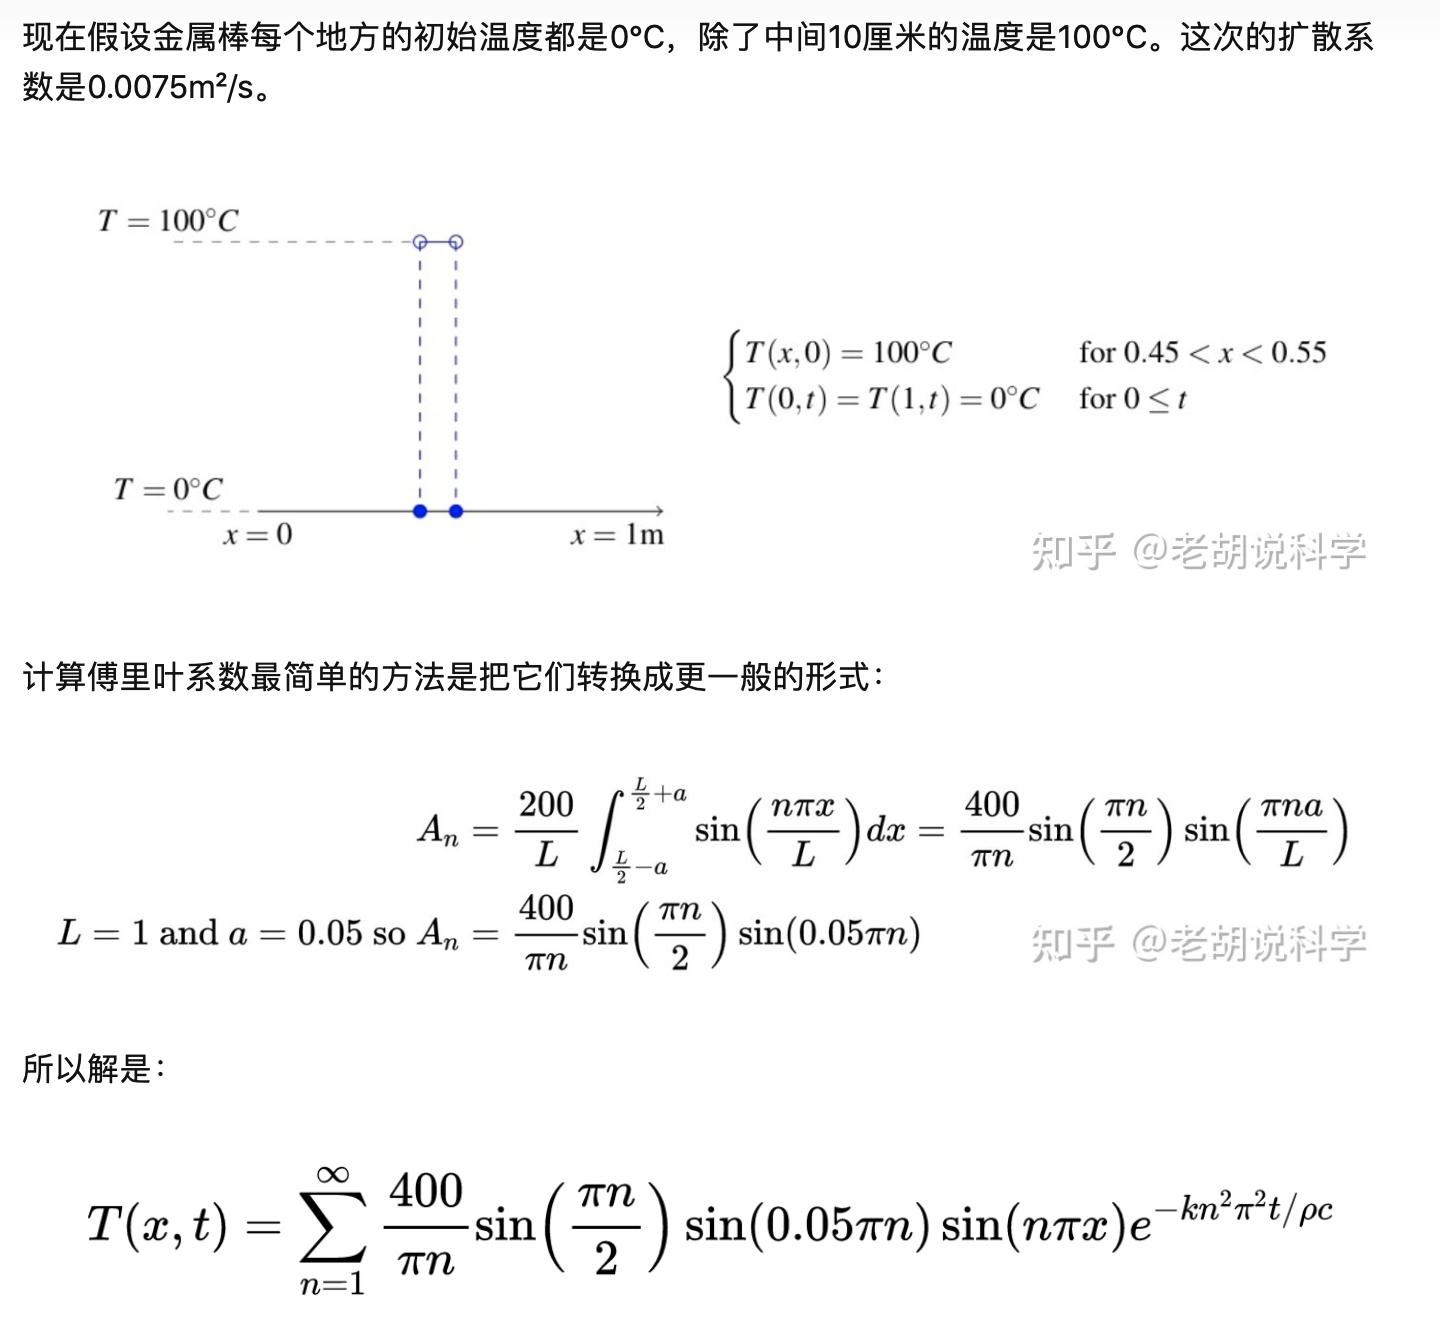 现在假设金属棒每个地方的初始温度都是0°C，除了中间10厘米的温度是100°C。这次的扩散系
数是0.0075m²/s。
T = 100°C
T = 0°C
x = 0
x = 1m
{ T(x,0) = 100°C for 0.45 < x < 0.55
T(0,t) = T(1,t) = 0°C for 0 ≤ t
知乎 @老胡说科学
计算傅里叶系数最简单的方法是把它们转换成更一般的形式：
A_n = \frac{200}{L} \int_{\frac{L}{2}-a}^{\frac{L}{2}+a} \sin\left(\frac{n\pi x}{L}\right) dx = \frac{400}{\pi n} \sin\left(\frac{\pi n}{2}\right) \sin\left(\frac{\pi n a}{L}\right)
L = 1 and a = 0.05 so A_n = \frac{400}{\pi n} \sin\left(\frac{\pi n}{2}\right) \sin(0.05\pi n)
知乎 @老胡说科学
所以解是：
T(x,t) = \sum_{n=1}^{\infty} \frac{400}{\pi n} \sin\left(\frac{\pi n}{2}\right) \sin(0.05\pi n) \sin(n\pi x) e^{-kn^2\pi^2 t/\rho c}